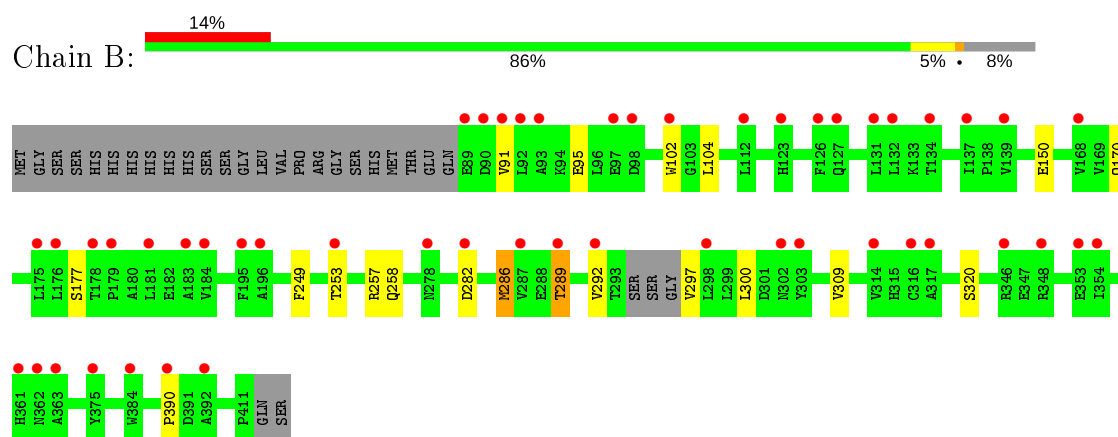 14%
Chain B:
86% 5% • 8%
MET GLY SER SER HIS HIS HIS HIS HIS HIS SER SER GLY LEU VAL PRO ARG GLY SER HIS MET THR GLU GLN E89 D90 V91 L92 A93 K94 E95 L96 E97 D98 W102 G103 L104 L112 H123 F126 Q127 L131 L132 K133 T134 I137 P138 V139 E150 V168 V169 Q170
L175 L176 S177 T178 P179 A180 L181 E182 A183 V184 F195 A196 F249 T253 R257 Q258 N278 D282 M286 V287 E288 T289 V292 T293 SER SER GLY V297 L298 L299 L300 D301 N302 Y303 V309 V314 H315 C316 A317 S320 R346 E347 R348 E353 I354
H361 N362 A363 Y375 W384 P390 D391 A392 P411 GLN SER